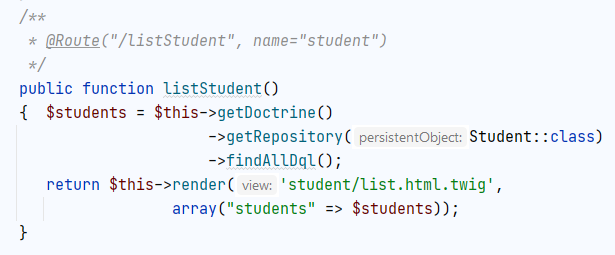 /**
 * @Route("/listStudent", name="student")
 */
public function listStudent()
{  $students = $this->getDoctrine()
                    ->getRepository( persistentObject: Student::class)
                    ->findAllDql();
   return $this->render( view: 'student/list.html.twig',
                array("students" => $students));
}